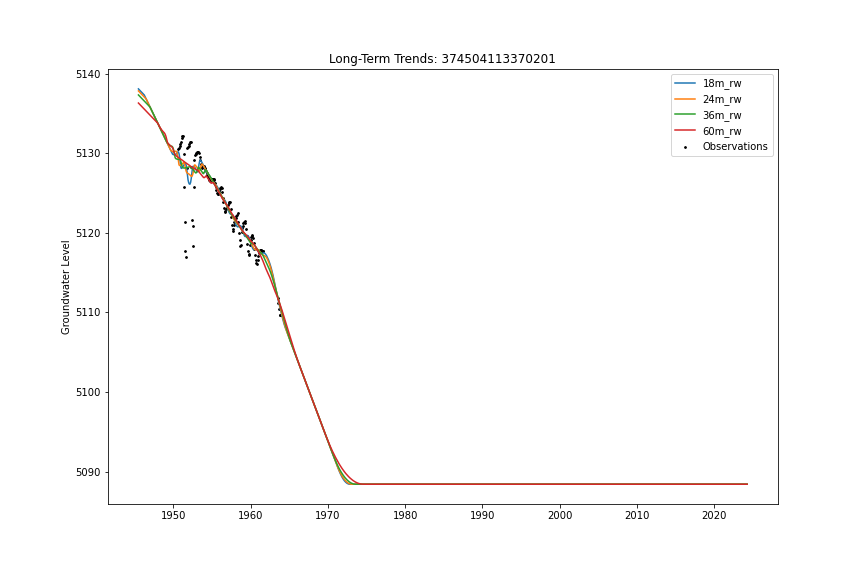 Long-Term Trends: 374504113370201
18m_rw
24m_rw
36m_rw
60m_rw
Observations
Groundwater Level
5140
5130
5120
5110
5100
5090
1950 1960 1970 1980 1990 2000 2010 2020